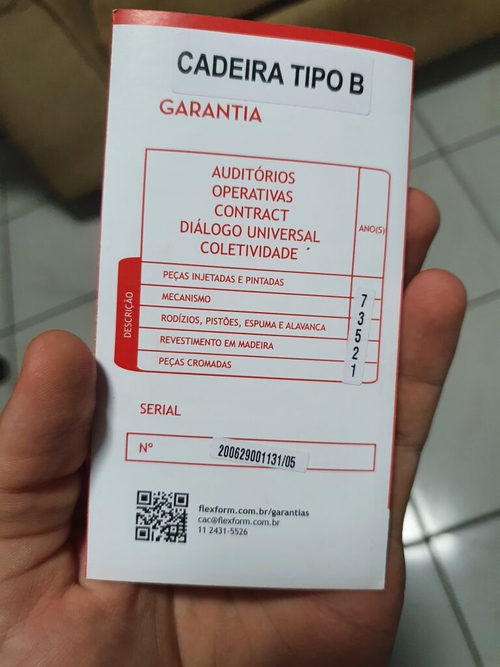 CADEIRA TIPO B
GARANTIA
AUDITÓRIOS
OPERATIVAS
CONTRACT
DIÁLOGO UNIVERSAL
COLETIVIDADE
ANO(S)
DESCRIÇÃO
PEÇAS INJETADAS E PINTADAS 7
MECANISMO 3
RODÍZIOS, PISTÕES, ESPUMA E ALAVANCA 5
REVESTIMENTO EM MADEIRA 2
PEÇAS CROMADAS 1
SERIAL
Nº 200629001131/05
flexform.com.br/garantias
cac@flexform.com.br
11 2431-5526